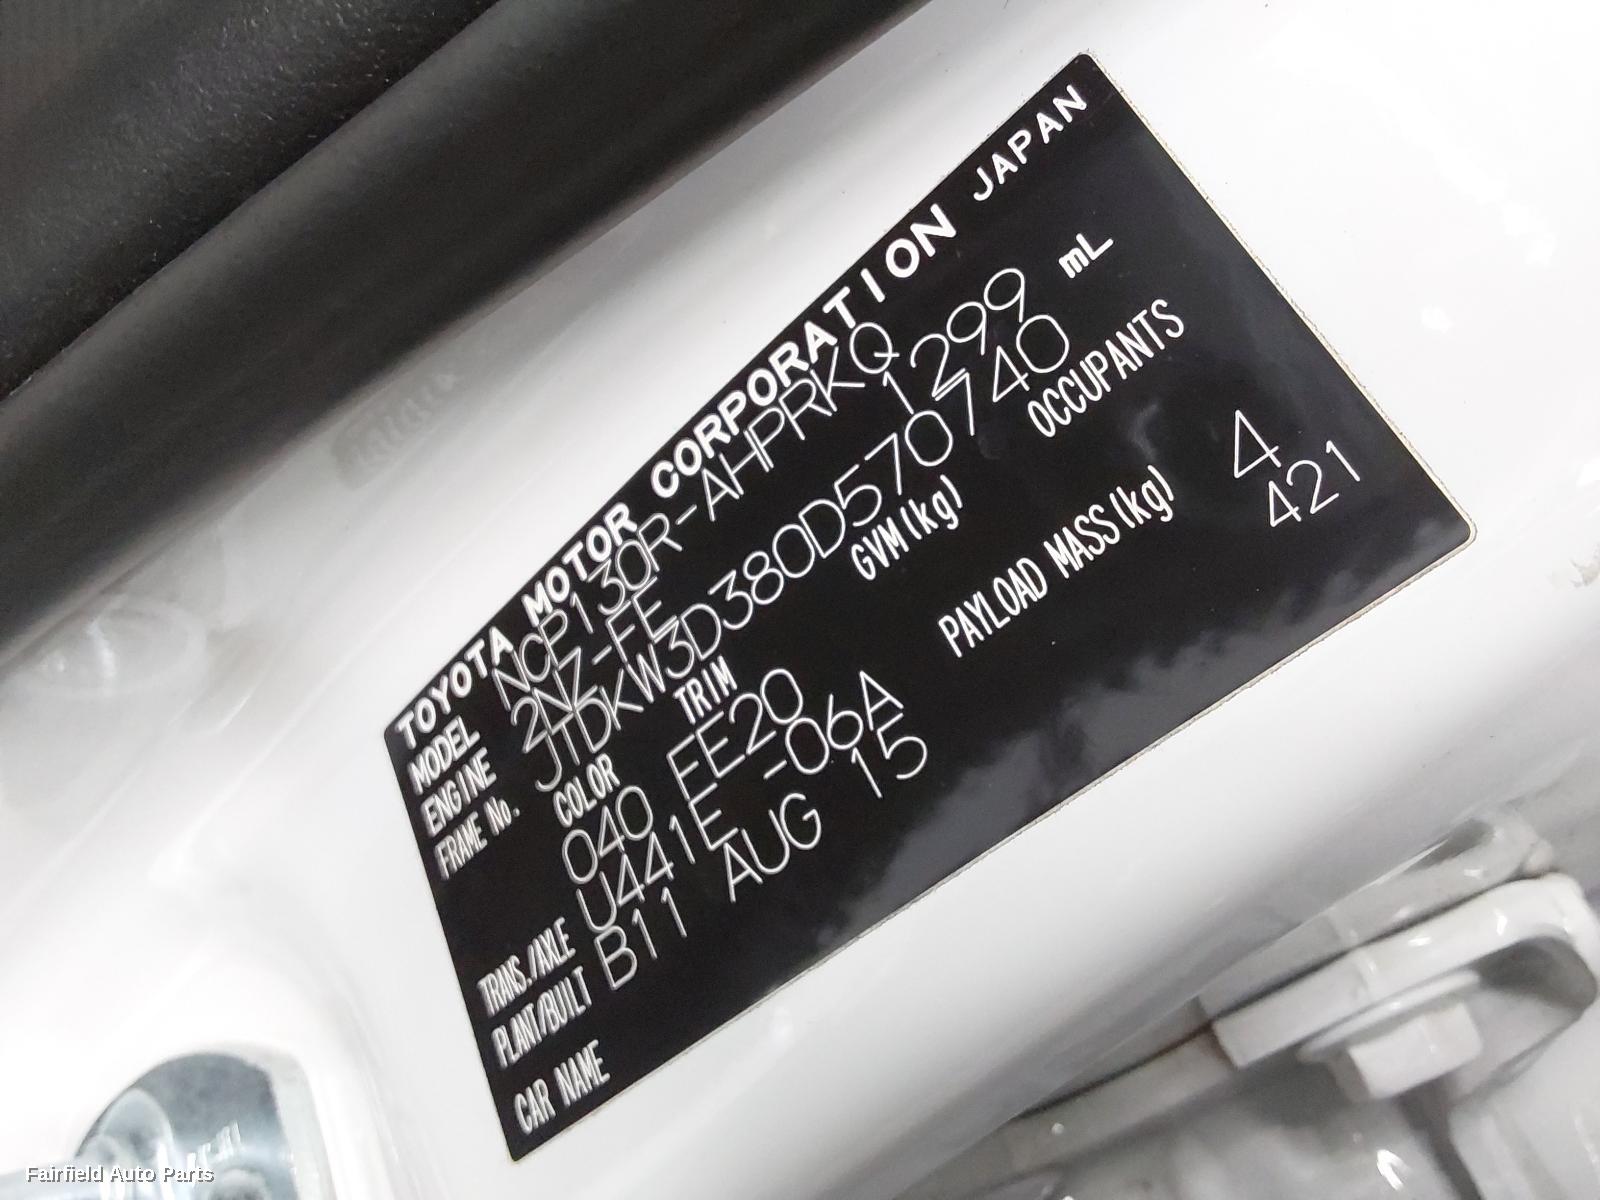 TOYOTA MOTOR CORPORATION JAPAN
MODEL NCP130R-AHPRKQ
ENGINE 2NZ-FE 1299 mL
FRAME No. JTDKW3D380D570740
COLOR TRIM GVM(kg) OCCUPANTS
040 FE20 4
TRANS./AXLE U441E -06A PAYLOAD MASS(kg) 421
PLANT/BUILT B11 AUG 15
CAR NAME
Fairfield Auto Parts